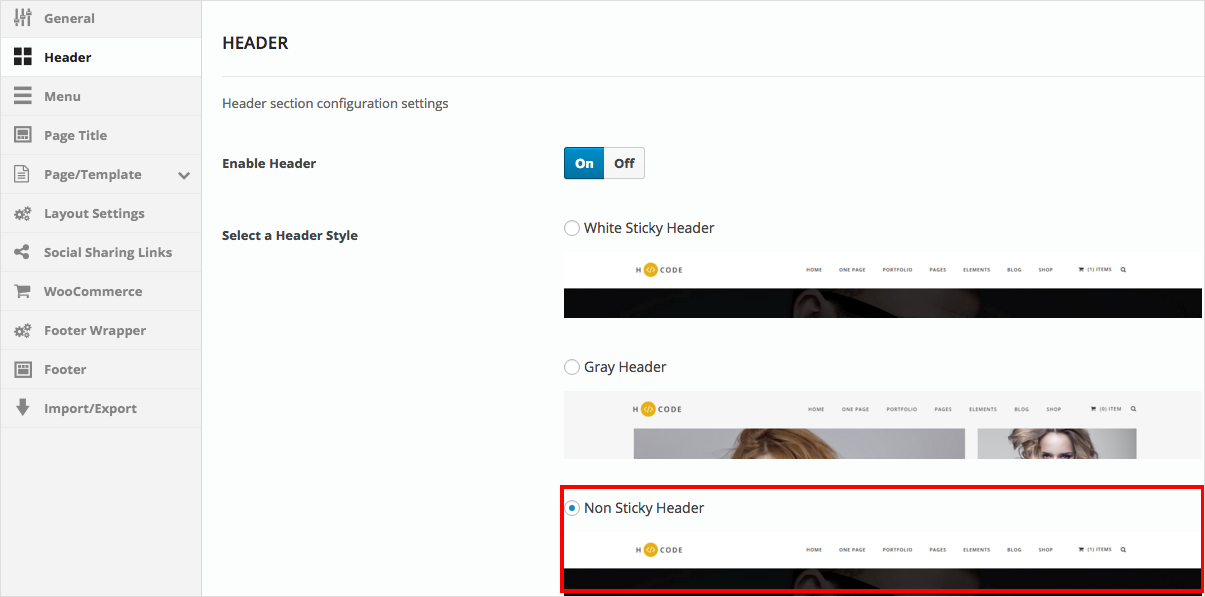 General
Header
Menu
Page Title
Page/Template
Layout Settings
Social Sharing Links
WooCommerce
Footer Wrapper
Footer
Import/Export
HEADER
Header section configuration settings
Enable Header
On Off
Select a Header Style
White Sticky Header
H </> CODE HOME ONE PAGE PORTFOLIO PAGES ELEMENTS BLOG SHOP (1) ITEMS
Gray Header
H </> CODE HOME ONE PAGE PORTFOLIO PAGES ELEMENTS BLOG SHOP (0) ITEM
Non Sticky Header
H </> CODE HOME ONE PAGE PORTFOLIO PAGES ELEMENTS BLOG SHOP (1) ITEMS